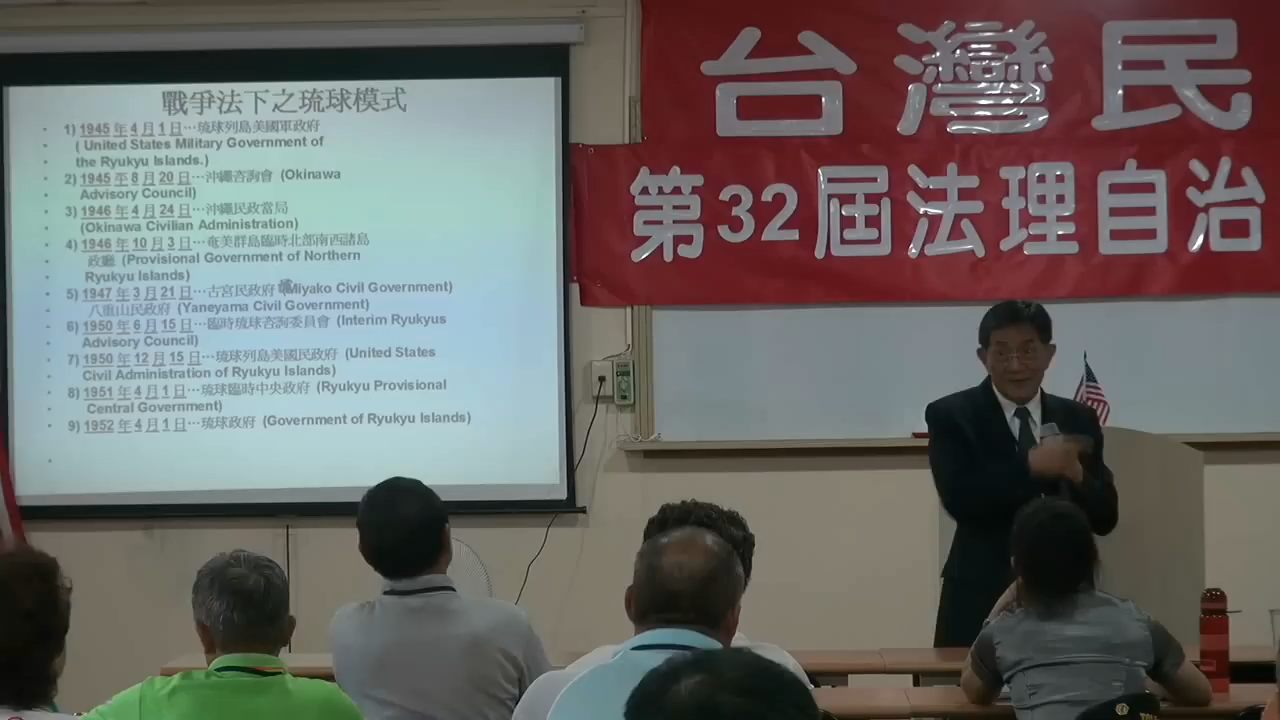 戰爭法下之琉球模式
1) 1945 年 4 月 1 日…琉球列島美國軍政府
( United States Military Government of
the Ryukyu Islands.)
2) 1945 年 8 月 20 日…沖繩咨詢會 (Okinawa
Advisory Council)
3) 1946 年 4 月 24 日…沖繩民政當局
(Okinawa Civilian Administration)
4) 1946 年 10 月 3 日…奄美群島臨時北部南西諸島
政廳 (Provisional Government of Northern
Ryukyu Islands)
5) 1947 年 3 月 21 日…古宮民政府 (Miyako Civil Government)
八重山民政府 (Yaneyama Civil Government)
6) 1950 年 6 月 15 日…臨時琉球咨詢委員會 (Interim Ryukyus
Advisory Council)
7) 1950 年 12 月 15 日…琉球列島美國民政府 (United States
Civil Administration of Ryukyu Islands)
8) 1951 年 4 月 1 日…琉球臨時中央政府 (Ryukyu Provisional
Central Government)
9) 1952 年 4 月 1 日…琉球政府 (Government of Ryukyu Islands)
台灣民
第32屆法理自治